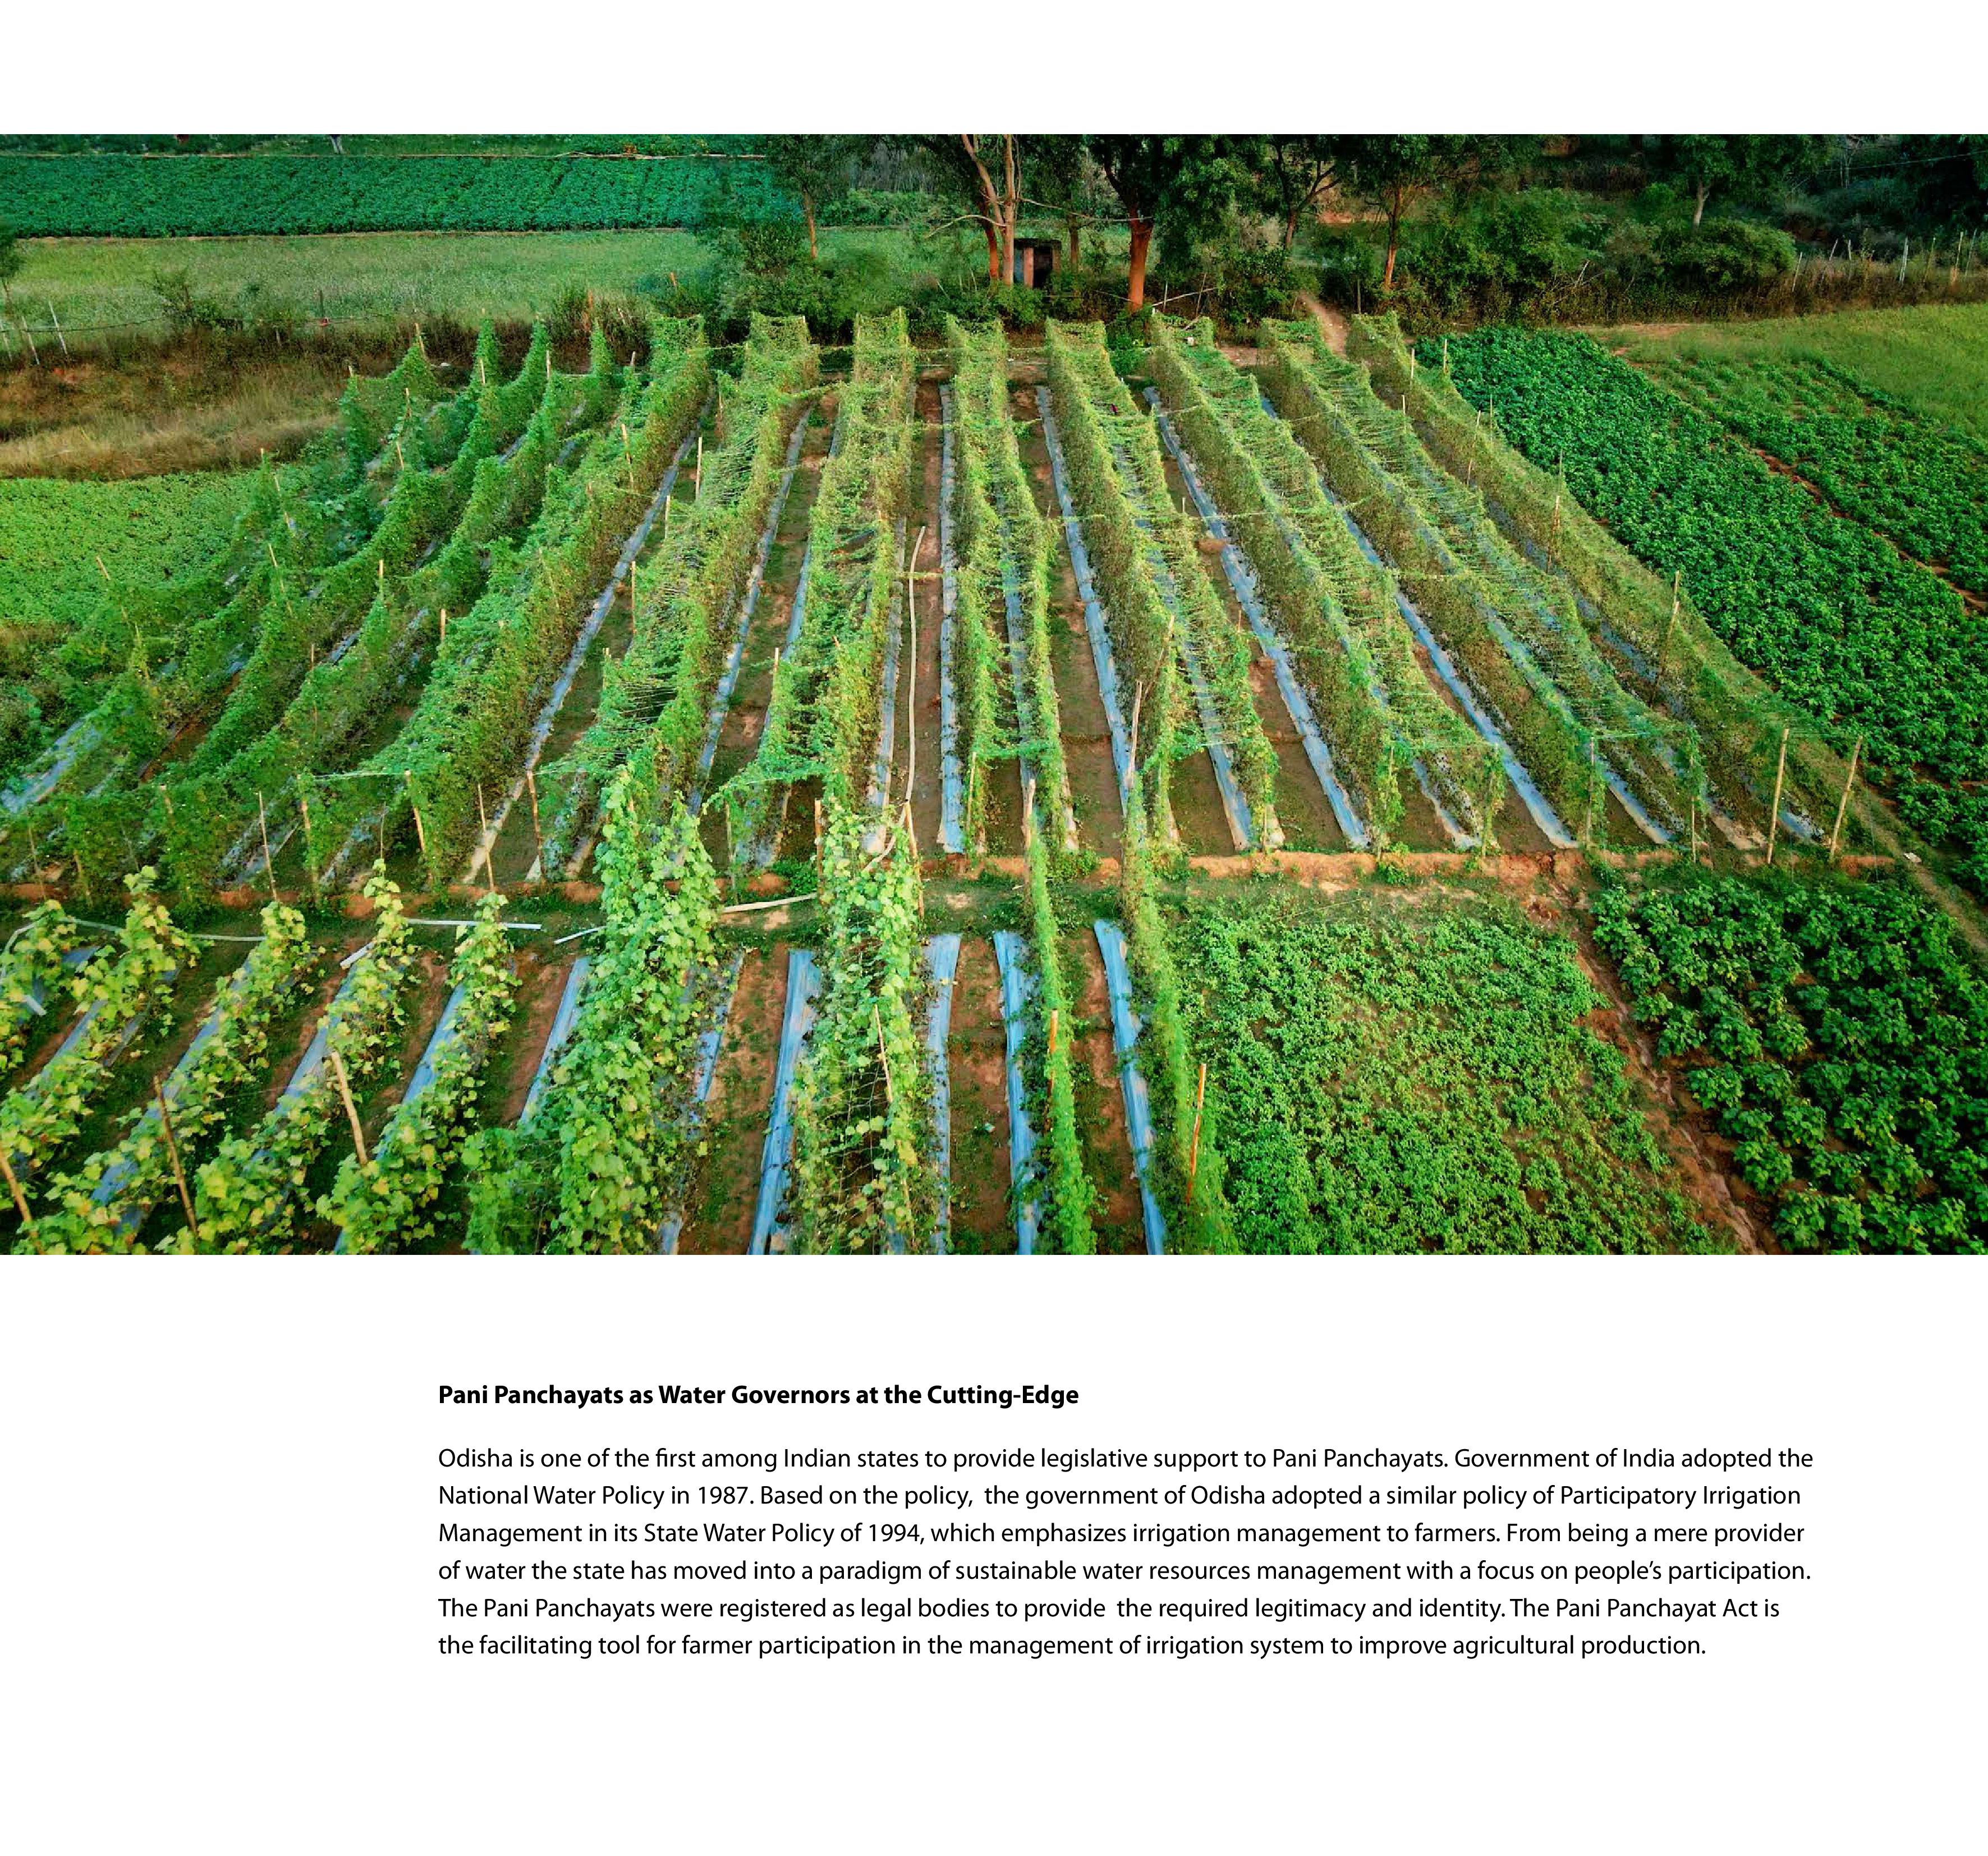 Pani Panchayats as Water Governors at the Cutting-Edge
Odisha is one of the first among Indian states to provide legislative support to Pani Panchayats. Government of India adopted the
National Water Policy in 1987. Based on the policy,  the government of Odisha adopted a similar policy of Participatory Irrigation
Management in its State Water Policy of 1994, which emphasizes irrigation management to farmers. From being a mere provider
of water the state has moved into a paradigm of sustainable water resources management with a focus on people’s participation.
The Pani Panchayats were registered as legal bodies to provide  the required legitimacy and identity. The Pani Panchayat Act is
the facilitating tool for farmer participation in the management of irrigation system to improve agricultural production.